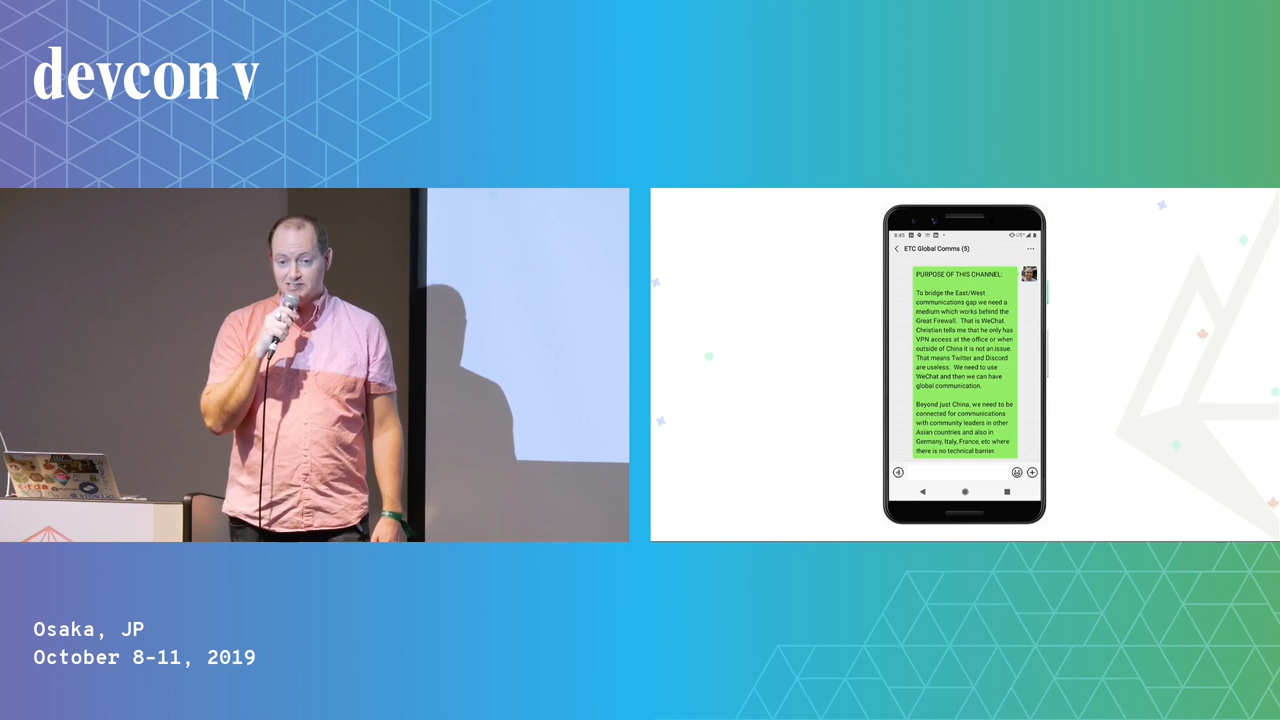 devcon v
8:45
LTE
ETC Global Comms (5)
PURPOSE OF THIS CHANNEL:
To bridge the East/West
communications gap we need a
medium which works behind the
Great Firewall. That is WeChat.
Christian tells me that he only has
VPN access at the office or when
outside of China it is not an issue.
That means Twitter and Discord
are useless. We need to use
WeChat and then we can have
global communication.
Beyond just China, we need to be
connected for communications
with community leaders in other
Asian countries and also in
Germany, Italy, France, etc where
there is no technical barrier.
Osaka, JP
October 8-11, 2019